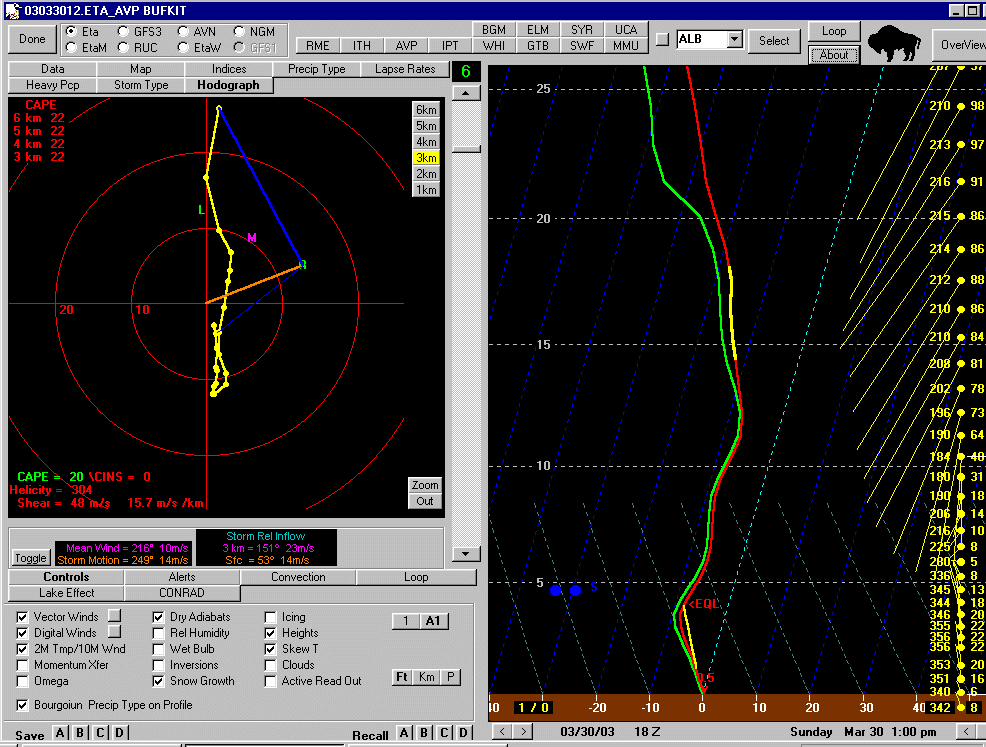 03033012.ETA_AVP BUFKIT
Done
Eta GFS3 AVN NGM
EtaM RUC EtaW GFS1
BGM ELM SYR UCA
RME ITH AVP IPT WHI GTB SWF MMU
ALB
Select
Loop
About
OverView
Data Map Indices Precip Type Lapse Rates
Heavy Pcp Storm Type Hodograph
6
CAPE
6 km 22
5 km 22
4 km 22
3 km 22
6km
5km
4km
3km
2km
1km
L
M
R
20 10
CAPE = 20 \CINS = 0
Helicity = 304
Shear = 48 m/s 15.7 m/s /km
Zoom
Out
Toggle
Mean Wind = 216° 10m/s
Storm Motion = 249° 14m/s
Storm Rel Inflow
3 km = 151° 23m/s
Sfc = 53° 14m/s
Controls Alerts Convection Loop
Lake Effect CONRAD
Vector Winds Dry Adiabats Icing
Digital Winds Rel Humidity Heights
2M Tmp/10M Wnd Wet Bulb Skew T
Momentum Xfer Inversions Clouds
Omega Snow Growth Active Read Out
Bourgoiun Precip Type on Profile
1 A1
Ft Km P
Save A B C D
Recall A B C D
25
20
15
10
5
S
<EQL
0.5
98
210
213 97
216 91
215 86
214 86
212 88
210 86
210 84
208 81
202 78
196 73
190 64
184 40
180 31
190 18
206 14
216 10
225 8
280 5
336 8
345 13
344 18
346 20
355 22
356 22
356 22
353 20
351 16
340 6
342 8
1 / 0 -20 -10 0 10 20 30 40
< > 03/30/03 18 Z Sunday Mar 30 1:00 pm <